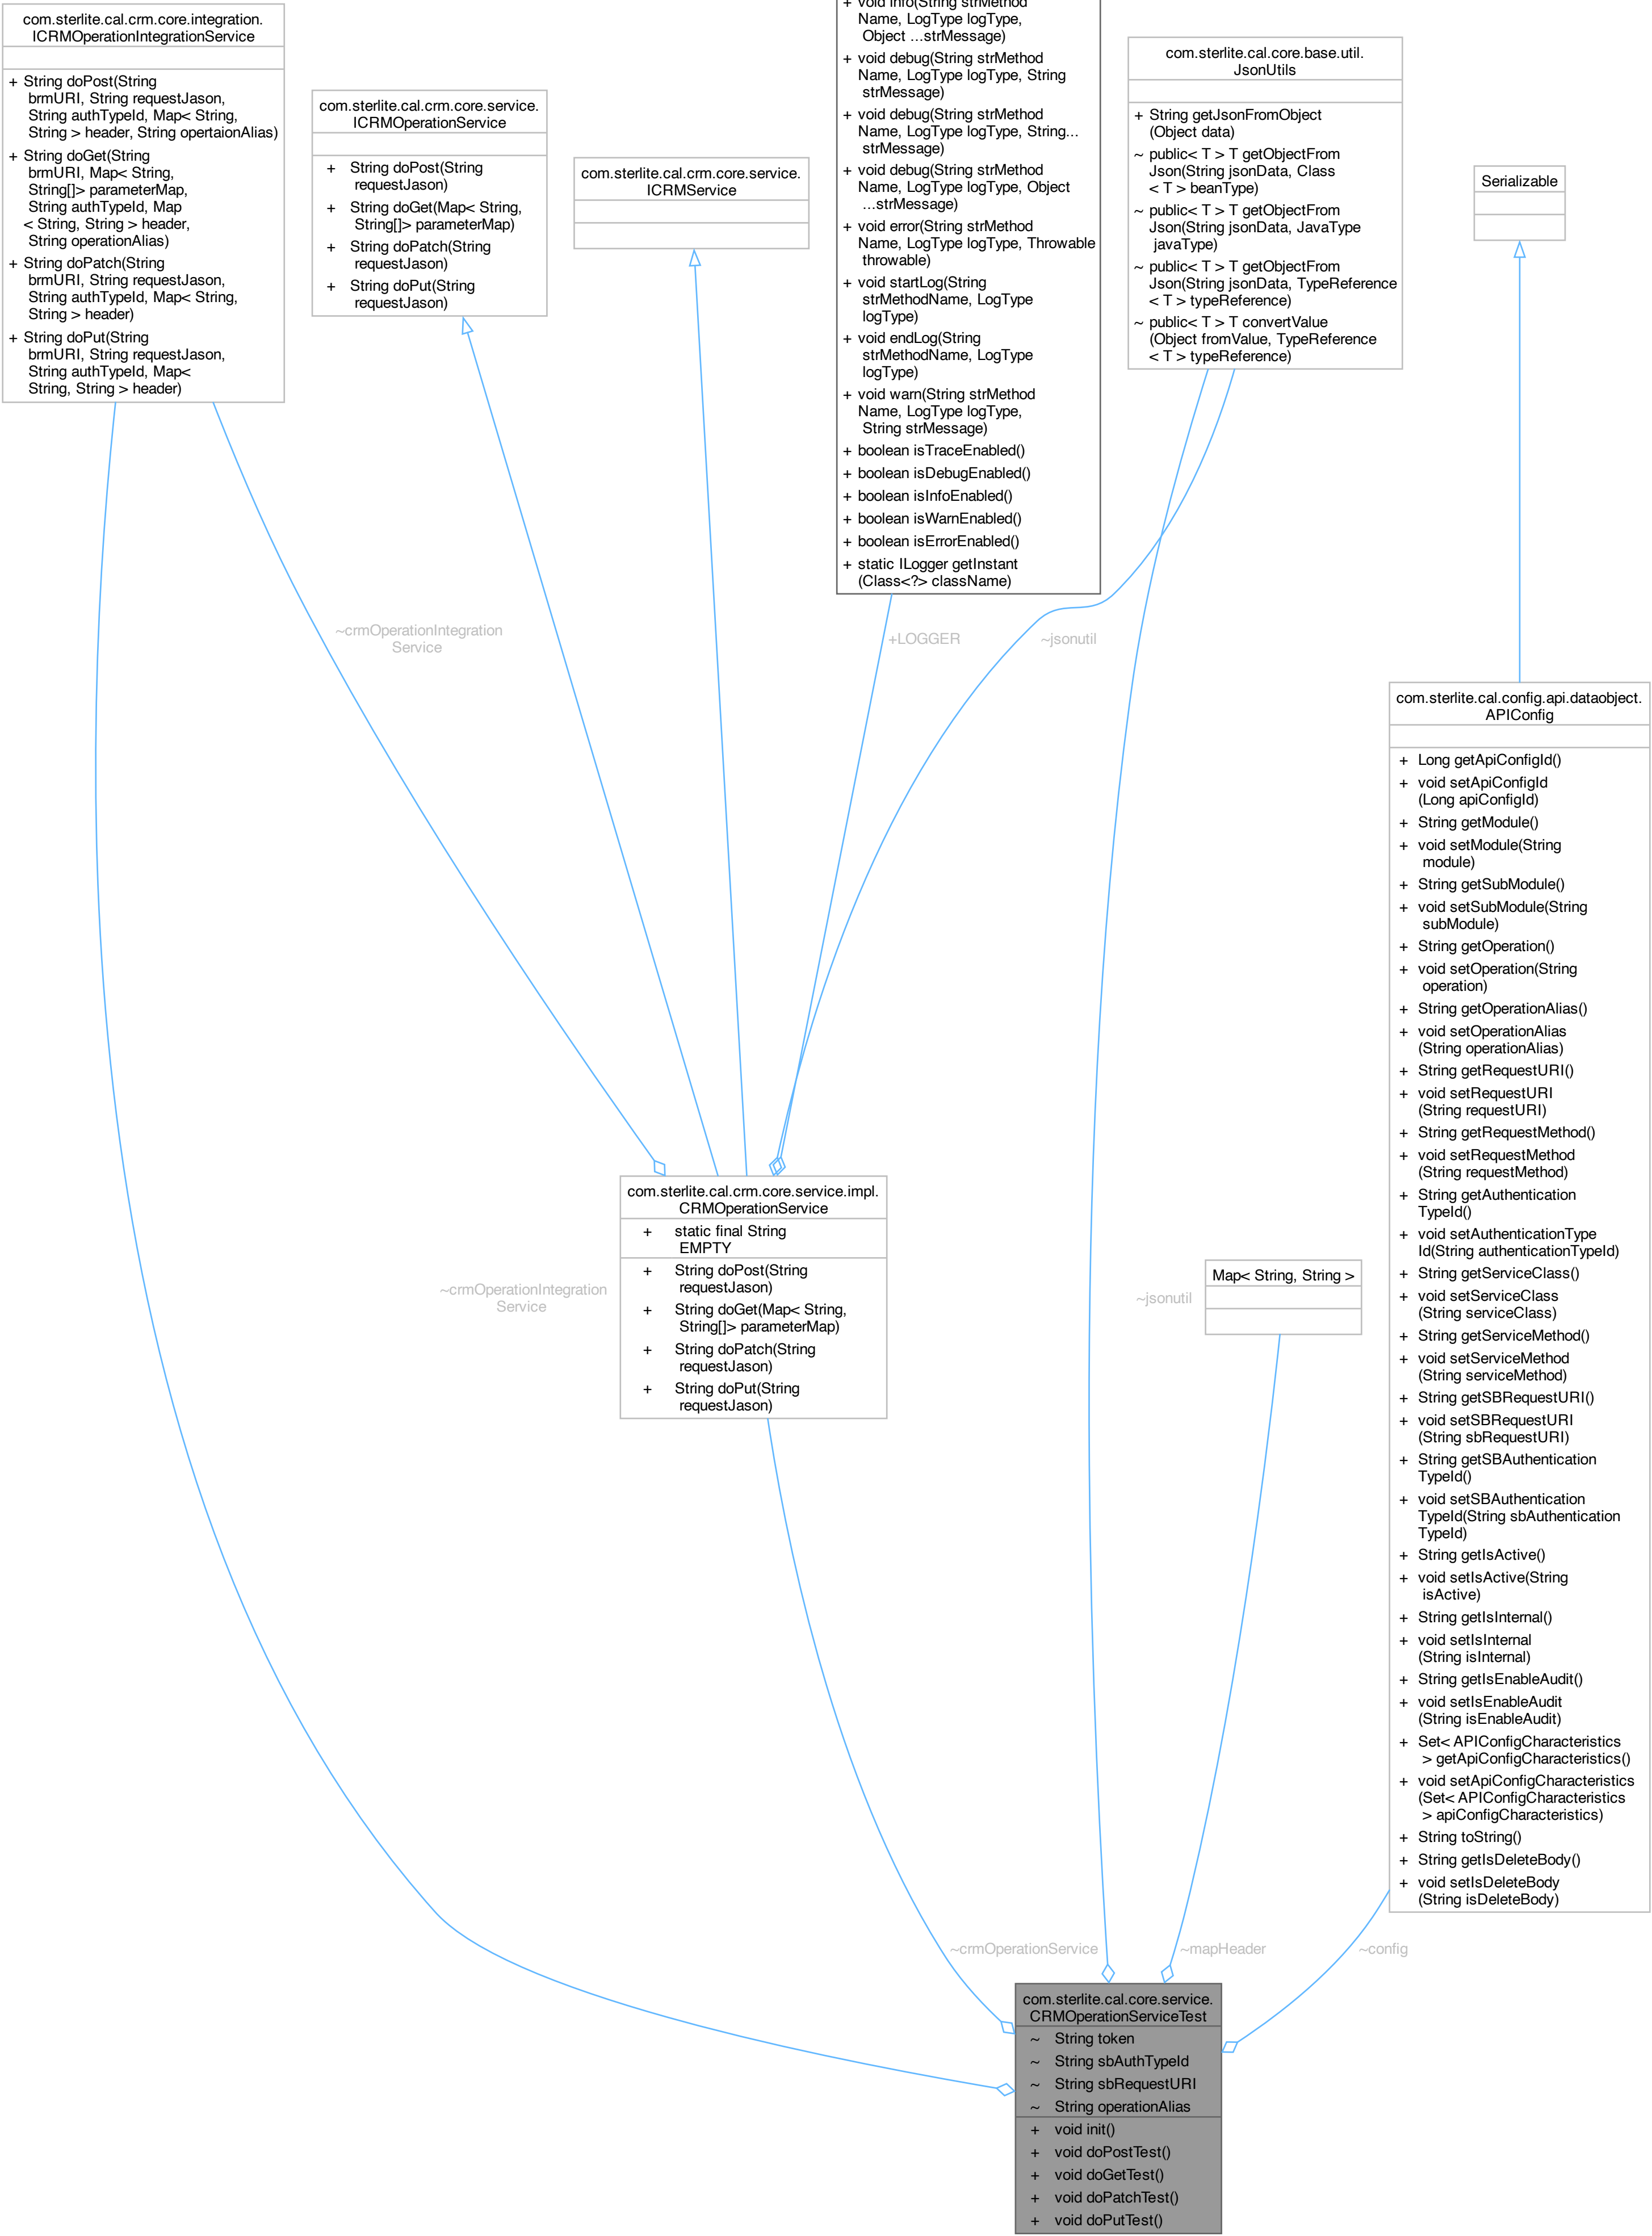 com.sterlite.cal.crm.core.integration.
ICRMOperationIntegrationService
+ String doPost(String
brmURI, String requestJason,
String authTypeId, Map< String,
String > header, String opertaionAlias)
+ String doGet(String
brmURI, Map< String,
String[]> parameterMap,
String authTypeId, Map
< String, String > header,
String operationAlias)
+ String doPatch(String
brmURI, String requestJason,
String authTypeId, Map< String,
String > header)
+ String doPut(String
brmURI, String requestJason,
String authTypeId, Map<
String, String > header)
com.sterlite.cal.crm.core.service.
ICRMOperationService
+ String doPost(String
requestJason)
+ String doGet(Map< String,
String[]> parameterMap)
+ String doPatch(String
requestJason)
+ String doPut(String
requestJason)
com.sterlite.cal.crm.core.service.
ICRMService
+ void info(String strMethod
Name, LogType logType,
Object ...strMessage)
+ void debug(String strMethod
Name, LogType logType, String
strMessage)
+ void debug(String strMethod
Name, LogType logType, String...
strMessage)
+ void debug(String strMethod
Name, LogType logType, Object
...strMessage)
+ void error(String strMethod
Name, LogType logType, Throwable
throwable)
+ void startLog(String
strMethodName, LogType
logType)
+ void endLog(String
strMethodName, LogType
logType)
+ void warn(String strMethod
Name, LogType logType,
String strMessage)
+ boolean isTraceEnabled()
+ boolean isDebugEnabled()
+ boolean isInfoEnabled()
+ boolean isWarnEnabled()
+ boolean isErrorEnabled()
+ static ILogger getInstant
(Class<?> className)
com.sterlite.cal.core.base.util.
JsonUtils
+ String getJsonFromObject
(Object data)
~ public< T > T getObjectFrom
Json(String jsonData, Class
< T > beanType)
~ public< T > T getObjectFrom
Json(String jsonData, JavaType
javaType)
~ public< T > T getObjectFrom
Json(String jsonData, TypeReference
< T > typeReference)
~ public< T > T convertValue
(Object fromValue, TypeReference
< T > typeReference)
Serializable
~crmOperationIntegration
Service
+LOGGER
~jsonutil
com.sterlite.cal.config.api.dataobject.
APIConfig
+ Long getApiConfigId()
+ void setApiConfigId
(Long apiConfigId)
+ String getModule()
+ void setModule(String
module)
+ String getSubModule()
+ void setSubModule(String
subModule)
+ String getOperation()
+ void setOperation(String
operation)
+ String getOperationAlias()
+ void setOperationAlias
(String operationAlias)
+ String getRequestURI()
+ void setRequestURI
(String requestURI)
+ String getRequestMethod()
+ void setRequestMethod
(String requestMethod)
+ String getAuthentication
TypeId()
+ void setAuthenticationType
Id(String authenticationTypeId)
+ String getServiceClass()
+ void setServiceClass
(String serviceClass)
+ String getServiceMethod()
+ void setServiceMethod
(String serviceMethod)
+ String getSBRequestURI()
+ void setSBRequestURI
(String sbRequestURI)
+ String getSBAuthentication
TypeId()
+ void setSBAuthentication
TypeId(String sbAuthentication
TypeId)
+ String getIsActive()
+ void setIsActive(String
isActive)
+ String getIsInternal()
+ void setIsInternal
(String isInternal)
+ String getIsEnableAudit()
+ void setIsEnableAudit
(String isEnableAudit)
+ Set< APIConfigCharacteristics
> getApiConfigCharacteristics()
+ void setApiConfigCharacteristics
(Set< APIConfigCharacteristics
> apiConfigCharacteristics)
+ String toString()
+ String getIsDeleteBody()
+ void setIsDeleteBody
(String isDeleteBody)
com.sterlite.cal.crm.core.service.impl.
CRMOperationService
+ static final String
EMPTY
+ String doPost(String
requestJason)
+ String doGet(Map< String,
String[]> parameterMap)
+ String doPatch(String
requestJason)
+ String doPut(String
requestJason)
~crmOperationIntegration
Service
~jsonutil
Map< String, String >
~crmOperationService
~mapHeader
~config
com.sterlite.cal.core.service.
CRMOperationServiceTest
~ String token
~ String sbAuthTypeId
~ String sbRequestURI
~ String operationAlias
+ void init()
+ void doPostTest()
+ void doGetTest()
+ void doPatchTest()
+ void doPutTest()